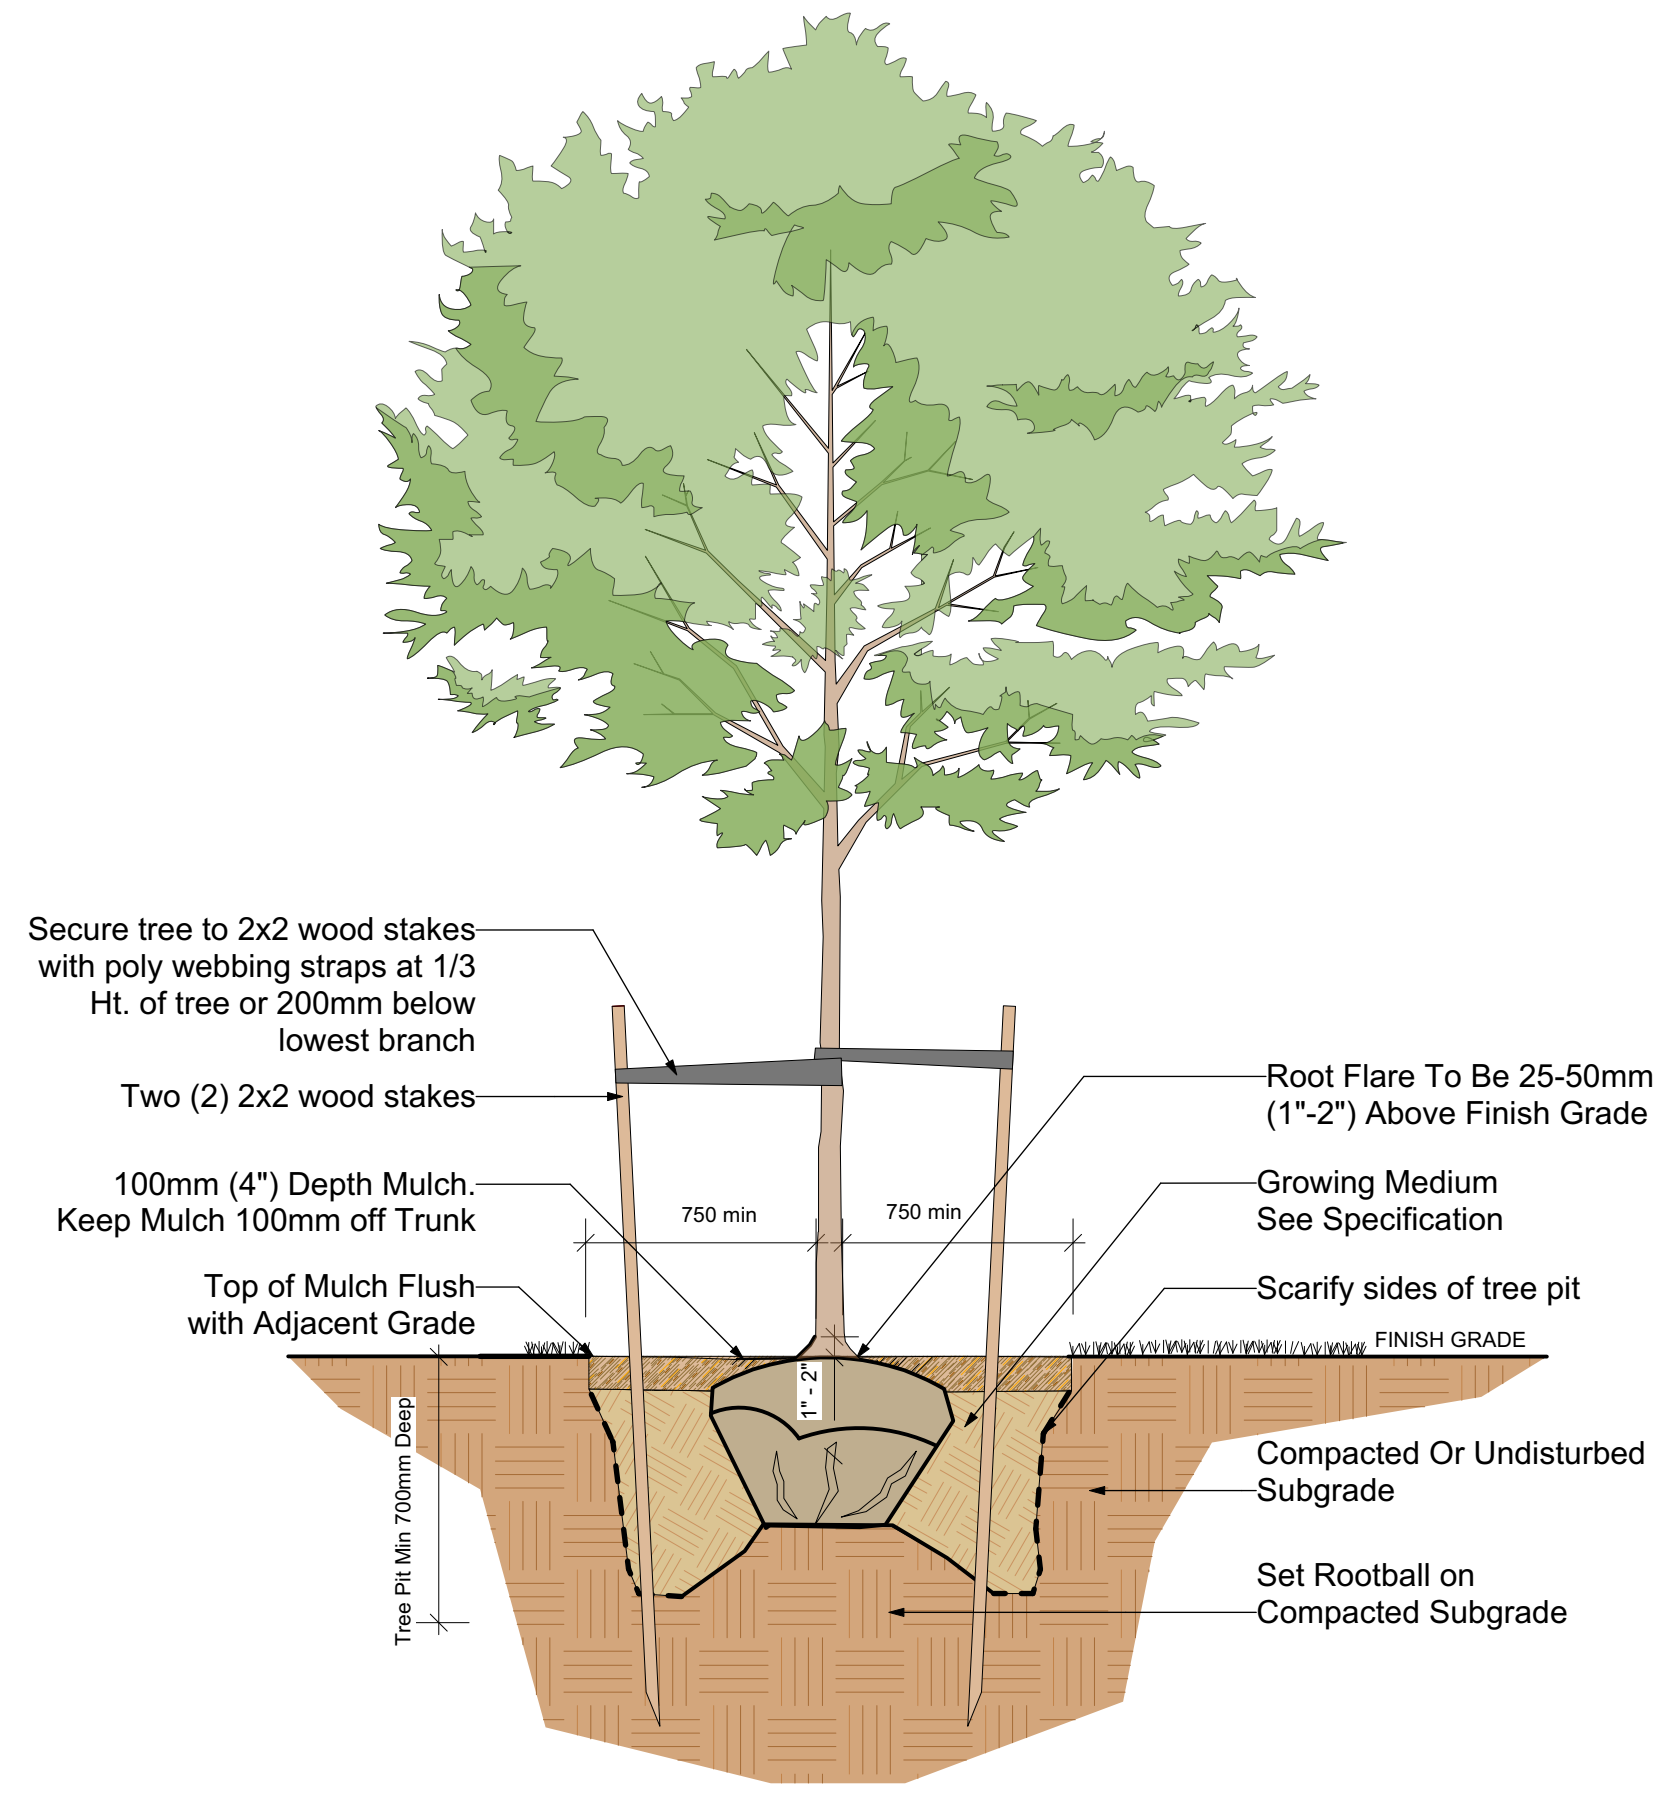 Secure tree to 2x2 wood stakes
with poly webbing straps at 1/3
Ht. of tree or 200mm below
lowest branch
Two (2) 2x2 wood stakes
100mm (4") Depth Mulch.
Keep Mulch 100mm off Trunk
Top of Mulch Flush
with Adjacent Grade
750 min
750 min
Root Flare To Be 25-50mm
(1"-2") Above Finish Grade
Growing Medium
See Specification
Scarify sides of tree pit
FINISH GRADE
1" - 2"
Tree Pit Min 700mm Deep
Compacted Or Undisturbed
Subgrade
Set Rootball on
Compacted Subgrade